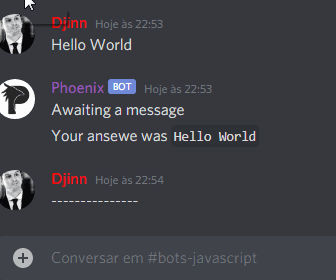 Djinn Hoje às 22:53
Hello World
Phoenix BOT Hoje às 22:53
Awaiting a message
Your ansewe was Hello World
Djinn Hoje às 22:54
---------------
Conversar em #bots-javascript